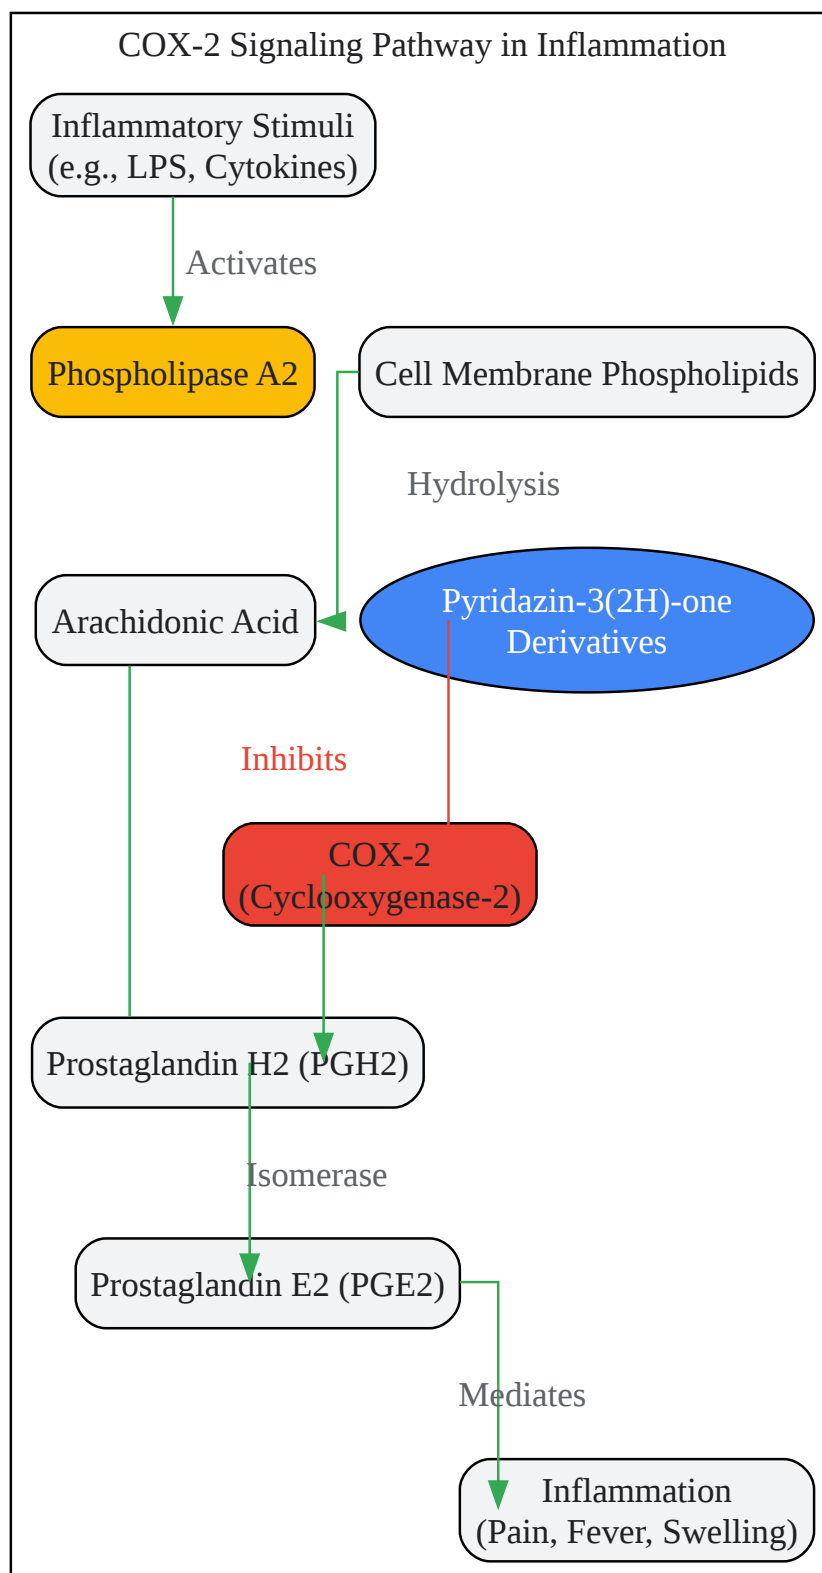 COX-2 Signaling Pathway in Inflammation
Inflammatory Stimuli
(e.g., LPS, Cytokines)
Activates
Phospholipase A2
Cell Membrane Phospholipids
Hydrolysis
Arachidonic Acid
Pyridazin-3(2H)-one
Derivatives
Inhibits
COX-2
(Cyclooxygenase-2)
Prostaglandin H2 (PGH2)
Isomerase
Prostaglandin E2 (PGE2)
Mediates
Inflammation
(Pain, Fever, Swelling)